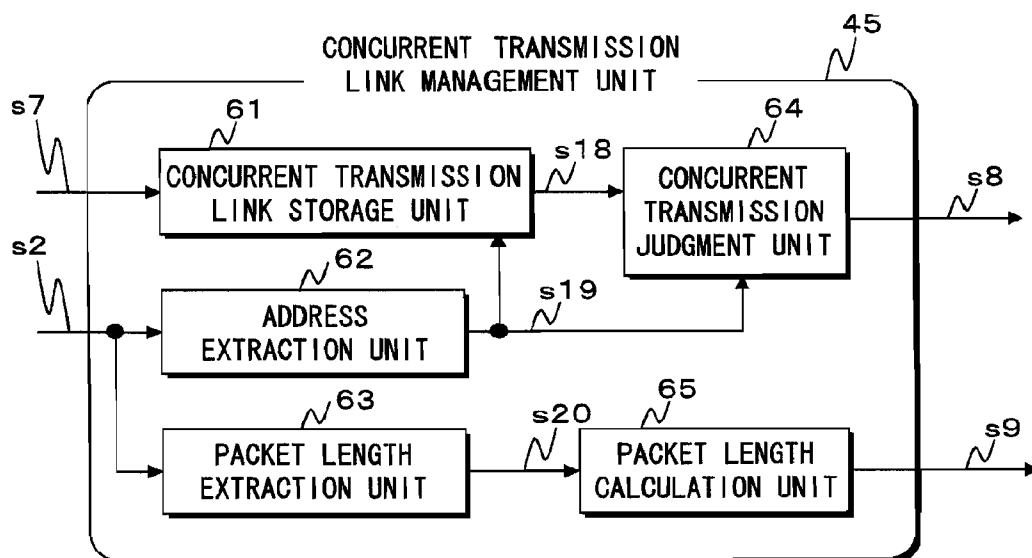 CONCURRENT TRANSMISSION
LINK MANAGEMENT UNIT
45
s7
61
CONCURRENT TRANSMISSION
LINK STORAGE UNIT
s18
64
CONCURRENT
TRANSMISSION
JUDGMENT UNIT
s8
s2
62
ADDRESS
EXTRACTION UNIT
s19
63
PACKET LENGTH
EXTRACTION UNIT
s20
65
PACKET LENGTH
CALCULATION UNIT
s9